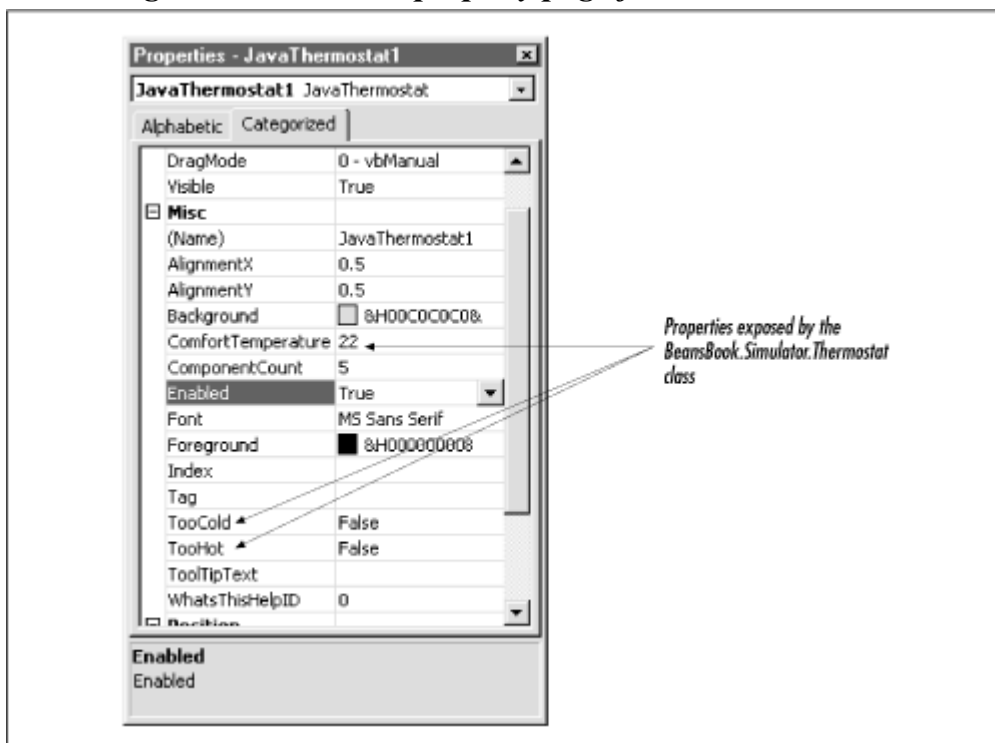 Properties - JavaThermostat1
JavaThermostat1 JavaThermostat
Alphabetic Categorized
DragMode 0 - vbManual
Visible True
Misc
(Name) JavaThermostat1
AlignmentX 0.5
AlignmentY 0.5
Background &H00C0C0C0&
ComfortTemperature 22
ComponentCount 5
Enabled True
Font MS Sans Serif
Foreground &H000000008
Index
Tag
TooCold False
TooHot False
ToolTipText
WhatsThisHelpID 0
Position
Enabled
Enabled
Properties exposed by the
BeansBook.Simulator.Thermostat
class